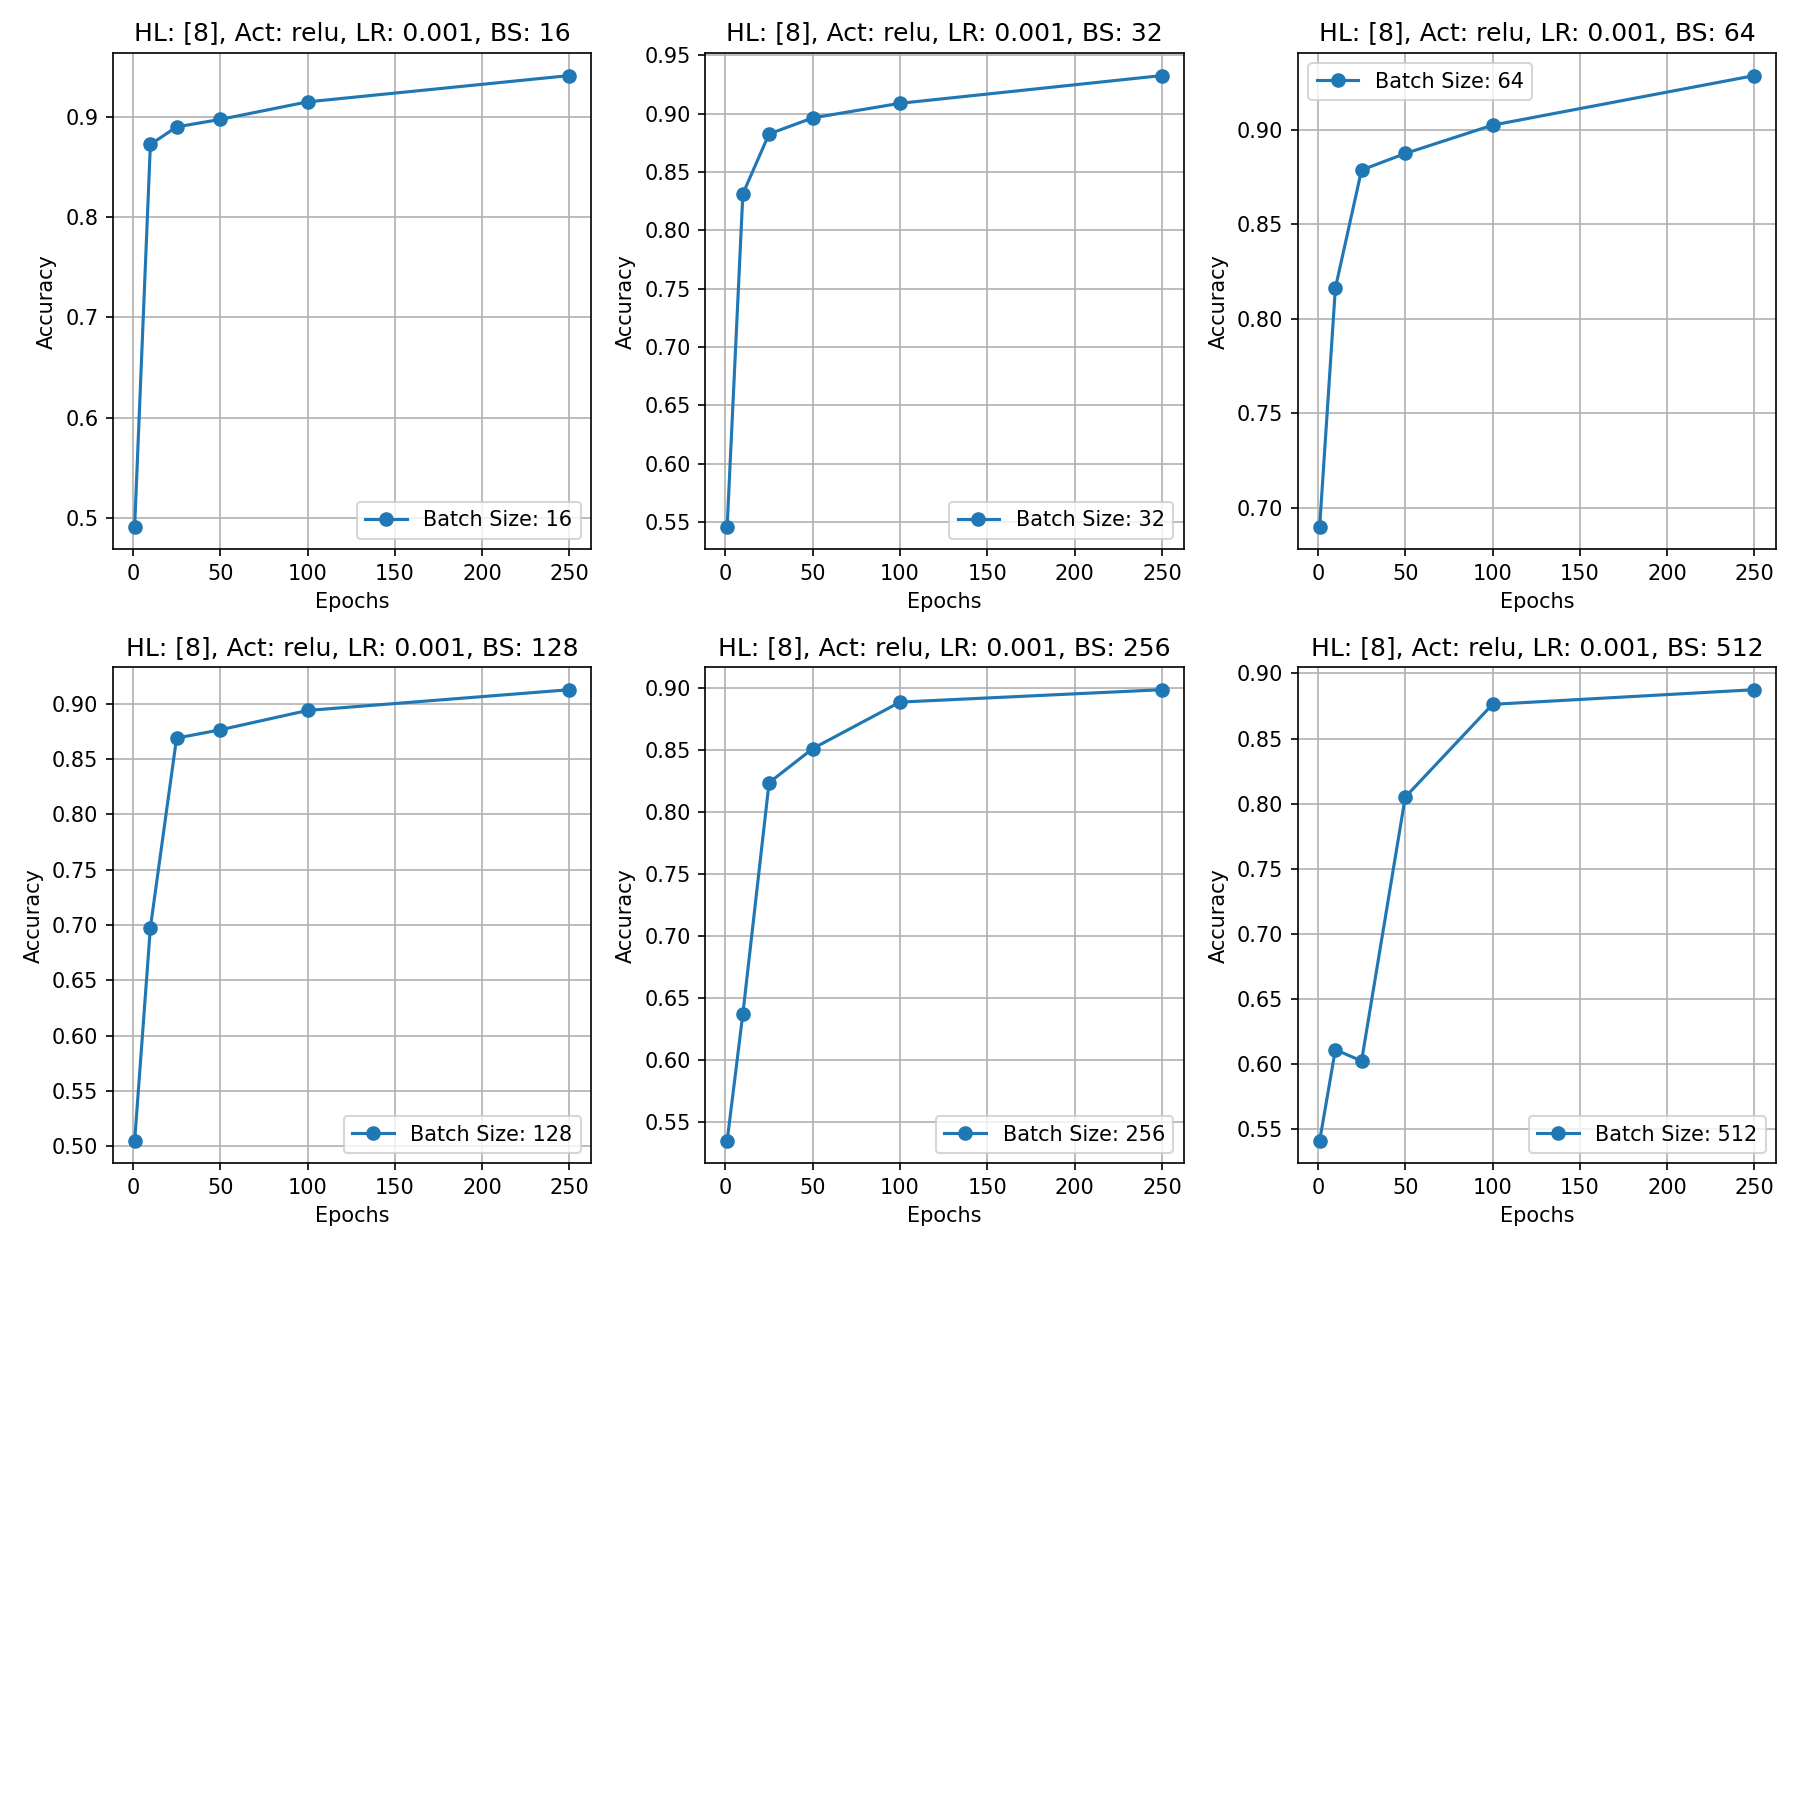 HL: [8], Act: relu, LR: 0.001, BS: 16
Accuracy
0.9
0.8
0.7
0.6
0.5
Batch Size: 16
0 50 100 150 200 250
Epochs
HL: [8], Act: relu, LR: 0.001, BS: 32
Accuracy
0.95
0.90
0.85
0.80
0.75
0.70
0.65
0.60
0.55
Batch Size: 32
0 50 100 150 200 250
Epochs
HL: [8], Act: relu, LR: 0.001, BS: 64
Batch Size: 64
Accuracy
0.90
0.85
0.80
0.75
0.70
0 50 100 150 200 250
Epochs
HL: [8], Act: relu, LR: 0.001, BS: 128
Accuracy
0.90
0.85
0.80
0.75
0.70
0.65
0.60
0.55
0.50
Batch Size: 128
0 50 100 150 200 250
Epochs
HL: [8], Act: relu, LR: 0.001, BS: 256
Accuracy
0.90
0.85
0.80
0.75
0.70
0.65
0.60
0.55
Batch Size: 256
0 50 100 150 200 250
Epochs
HL: [8], Act: relu, LR: 0.001, BS: 512
Accuracy
0.90
0.85
0.80
0.75
0.70
0.65
0.60
0.55
Batch Size: 512
0 50 100 150 200 250
Epochs